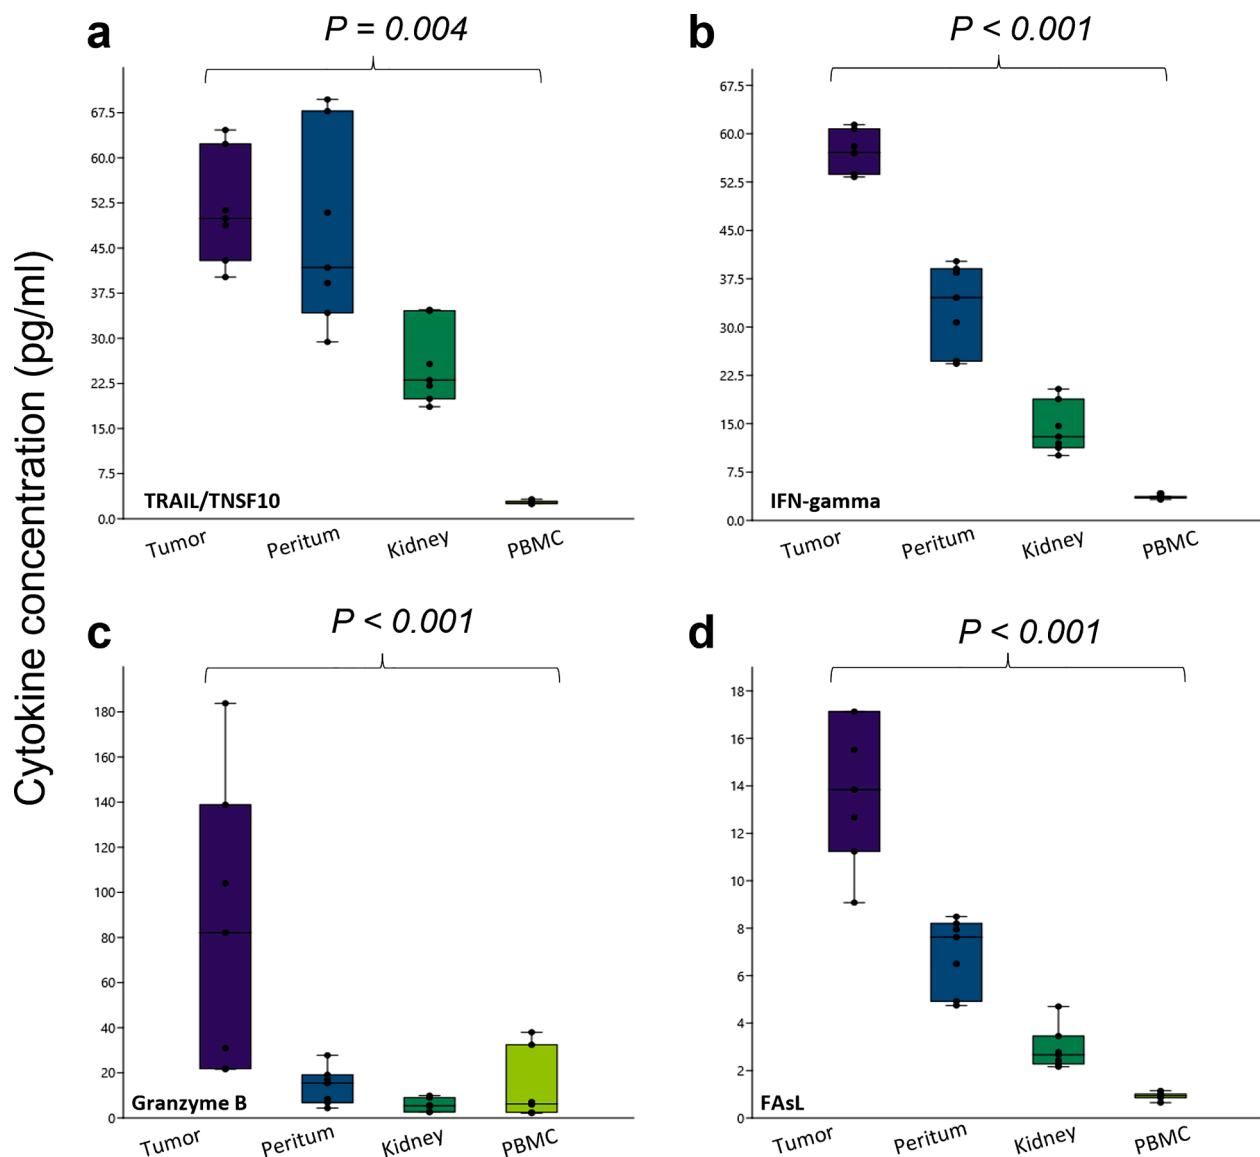 Cytokine concentration (pg/ml)
a
P = 0.004
67.5
60.0
52.5
45.0
37.5
30.0
22.5
15.0
7.5
0.0
TRAIL/TNSF10
Tumor Peritum Kidney PBMC
b
P < 0.001
67.5
60.0
52.5
45.0
37.5
30.0
22.5
15.0
7.5
0.0
IFN-gamma
Tumor Peritum Kidney PBMC
c
P < 0.001
180
160
140
120
100
80
60
40
20
0
Granzyme B
Tumor Peritum Kidney PBMC
d
P < 0.001
18
16
14
12
10
8
6
4
2
0
FAsL
Tumor Peritum Kidney PBMC